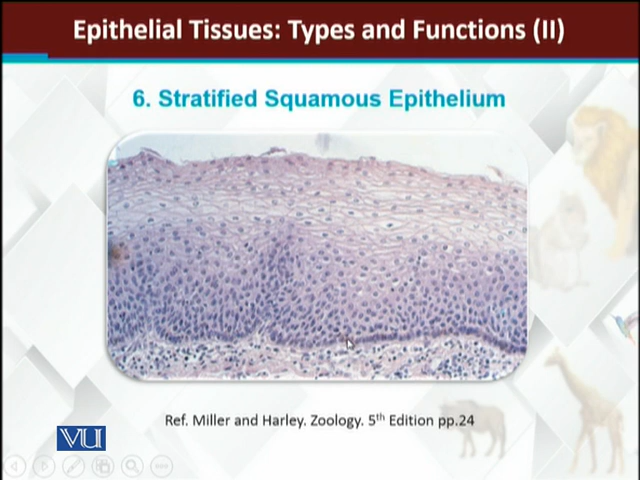 Epithelial Tissues: Types and Functions (II)
6. Stratified Squamous Epithelium
Ref. Miller and Harley. Zoology. 5th Edition pp.24
VU